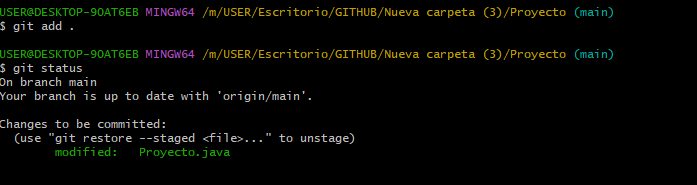 USER@DESKTOP-9OAT6EB MINGW64 /m/USER/Escritorio/GITHUB/Nueva carpeta (3)/Proyecto (main)
$ git add .
USER@DESKTOP-9OAT6EB MINGW64 /m/USER/Escritorio/GITHUB/Nueva carpeta (3)/Proyecto (main)
$ git status
On branch main
Your branch is up to date with 'origin/main'.
Changes to be committed:
  (use "git restore --staged <file>..." to unstage)
        modified:   Proyecto.java